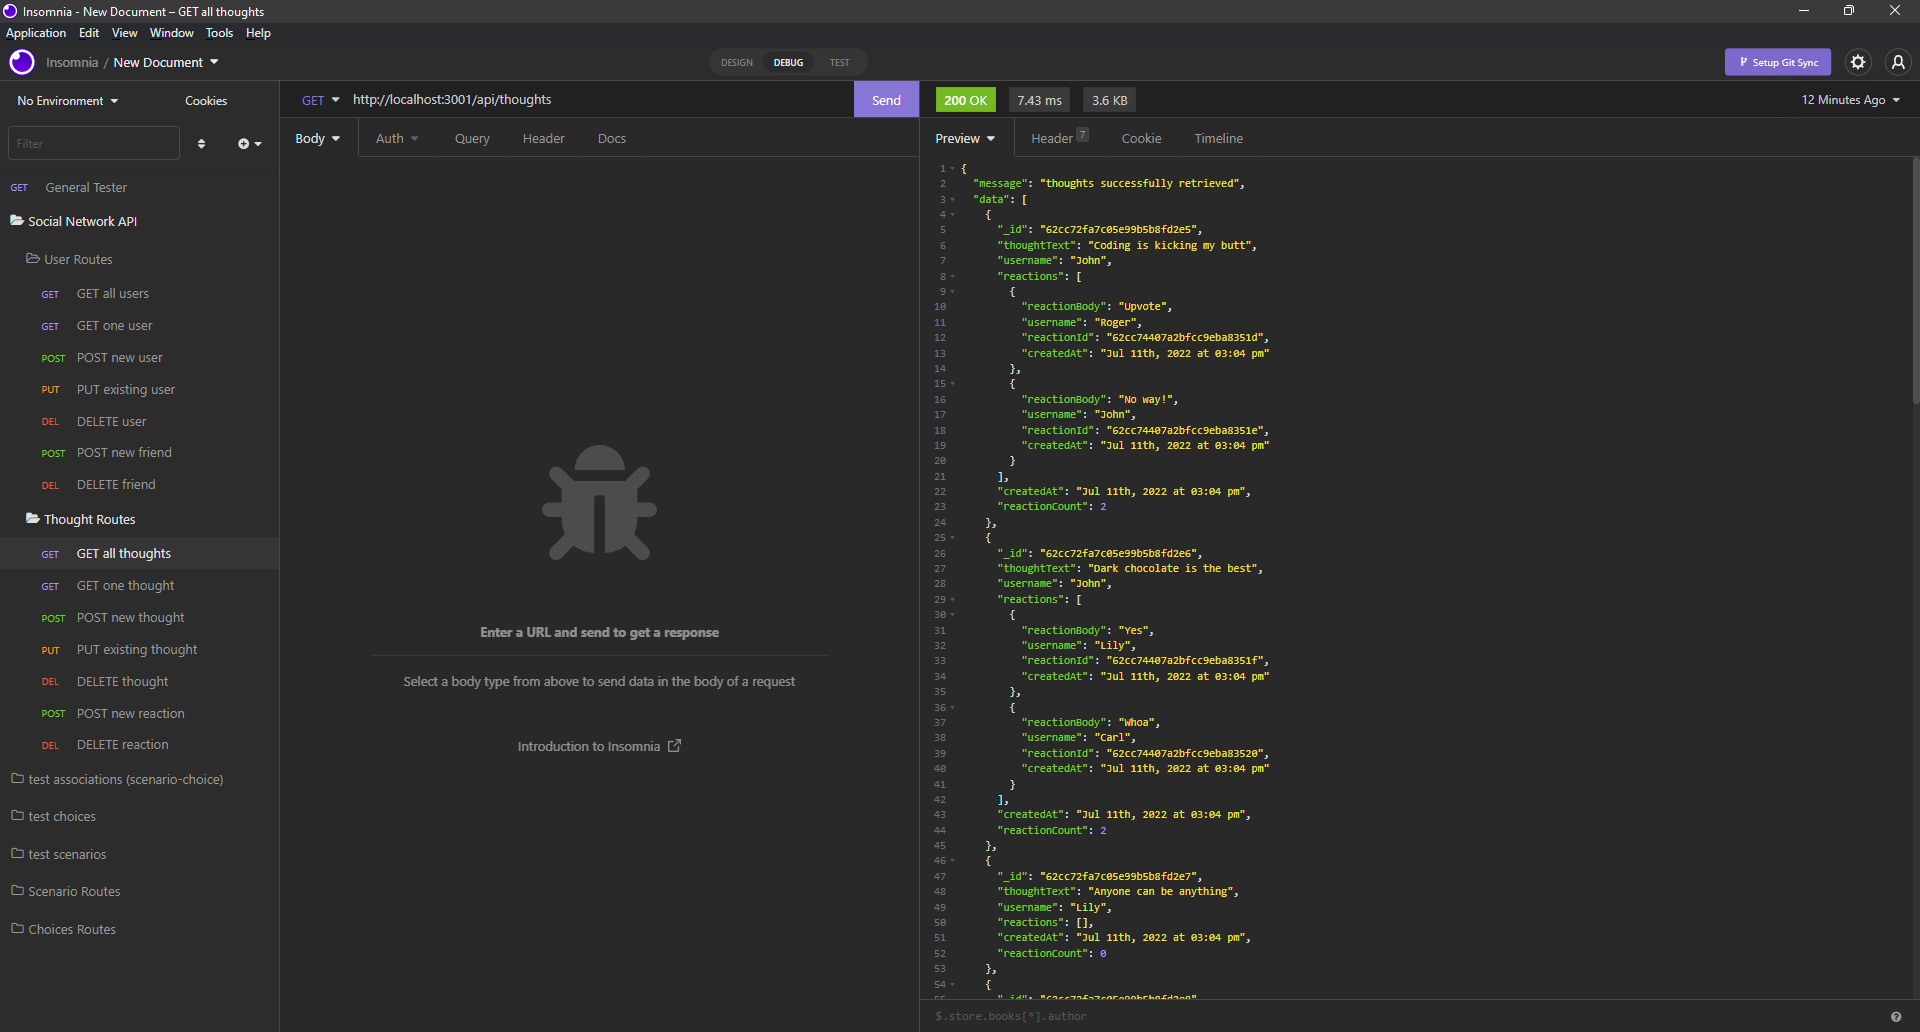 Insomnia - New Document – GET all thoughts
Application Edit View Window Tools Help
Insomnia / New Document
DESIGN DEBUG TEST
Setup Git Sync
No Environment Cookies
Filter
GET General Tester
Social Network API
User Routes
GET GET all users
GET GET one user
POST POST new user
PUT PUT existing user
DEL DELETE user
POST POST new friend
DEL DELETE friend
Thought Routes
GET GET all thoughts
GET GET one thought
POST POST new thought
PUT PUT existing thought
DEL DELETE thought
POST POST new reaction
DEL DELETE reaction
test associations (scenario-choice)
test choices
test scenarios
Scenario Routes
Choices Routes
GET http://localhost:3001/api/thoughts Send
Body Auth Query Header Docs
Enter a URL and send to get a response
Select a body type from above to send data in the body of a request
Introduction to Insomnia
200 OK 7.43 ms 3.6 KB 12 Minutes Ago
Preview Header 7 Cookie Timeline
1 {
2 "message": "thoughts successfully retrieved",
3 "data": [
4 {
5 "_id": "62cc72fa7c05e99b5b8fd2e5",
6 "thoughtText": "Coding is kicking my butt",
7 "username": "John",
8 "reactions": [
9 {
10 "reactionBody": "Upvote",
11 "username": "Roger",
12 "reactionId": "62cc74407a2bfcc9eba8351d",
13 "createdAt": "Jul 11th, 2022 at 03:04 pm"
14 },
15 {
16 "reactionBody": "No way!",
17 "username": "John",
18 "reactionId": "62cc74407a2bfcc9eba8351e",
19 "createdAt": "Jul 11th, 2022 at 03:04 pm"
20 }
21 ],
22 "createdAt": "Jul 11th, 2022 at 03:04 pm",
23 "reactionCount": 2
24 },
25 {
26 "_id": "62cc72fa7c05e99b5b8fd2e6",
27 "thoughtText": "Dark chocolate is the best",
28 "username": "John",
29 "reactions": [
30 {
31 "reactionBody": "Yes",
32 "username": "Lily",
33 "reactionId": "62cc74407a2bfcc9eba8351f",
34 "createdAt": "Jul 11th, 2022 at 03:04 pm"
35 },
36 {
37 "reactionBody": "Whoa",
38 "username": "Carl",
39 "reactionId": "62cc74407a2bfcc9eba83520",
40 "createdAt": "Jul 11th, 2022 at 03:04 pm"
41 }
42 ],
43 "createdAt": "Jul 11th, 2022 at 03:04 pm",
44 "reactionCount": 2
45 },
46 {
47 "_id": "62cc72fa7c05e99b5b8fd2e7",
48 "thoughtText": "Anyone can be anything",
49 "username": "Lily",
50 "reactions": [],
51 "createdAt": "Jul 11th, 2022 at 03:04 pm",
52 "reactionCount": 0
53 },
54 {
55 "_id": "62cc72fa7c05e99b5b8fd2e8",
$.store.books[*].author